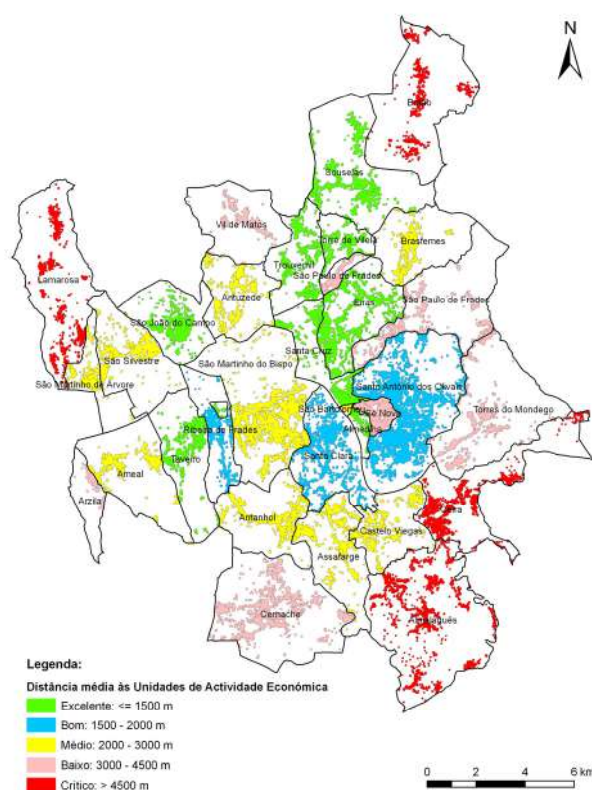 N
Botão
Souselas
Vil de Matos
Torre de Vilela
Brasfemes
Trouxemil
Lamarosa
São Paulo de Frades
Antuzede
Eiras
São Paulo de Frades
São João do Campo
Santa Cruz
São Silvestre
São Martinho do Bispo
São Martinho de Árvore
Santo António dos Olivais
São Bartolomeu
Sé Nova
Torres do Mondego
Ribeira de Frades
Almedina
Taveiro
Santa Clara
Ameal
Arzila
Antanhol
Castelo Viegas
Ceira
Assafarge
Cernache
Almalaguês
Legenda:
Distância média às Unidades de Actividade Económica
Excelente: <= 1500 m
Bom: 1500 - 2000 m
Médio: 2000 - 3000 m
Baixo: 3000 - 4500 m
Crítico: > 4500 m
0 2 4 6 km